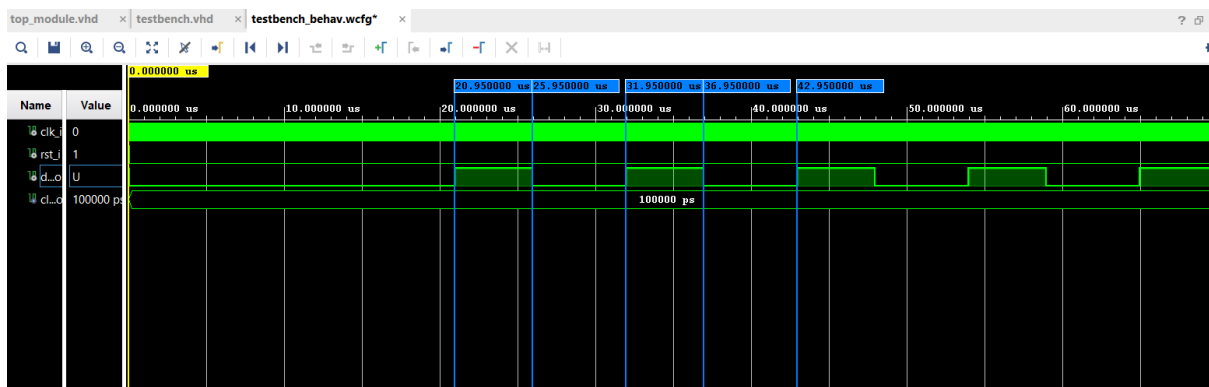 top_module.vhd × testbench.vhd × testbench_behav.wcfg* × ?
0.000000 us
20.950000 us 25.950000 us 31.950000 us 36.950000 us 42.950000 us
Name Value 0.000000 us 10.000000 us 20.000000 us 30.000000 us 40.000000 us 50.000000 us 60.000000 us
clk_i 0
rst_i 1
d...o U
cl...o 100000 ps 100000 ps